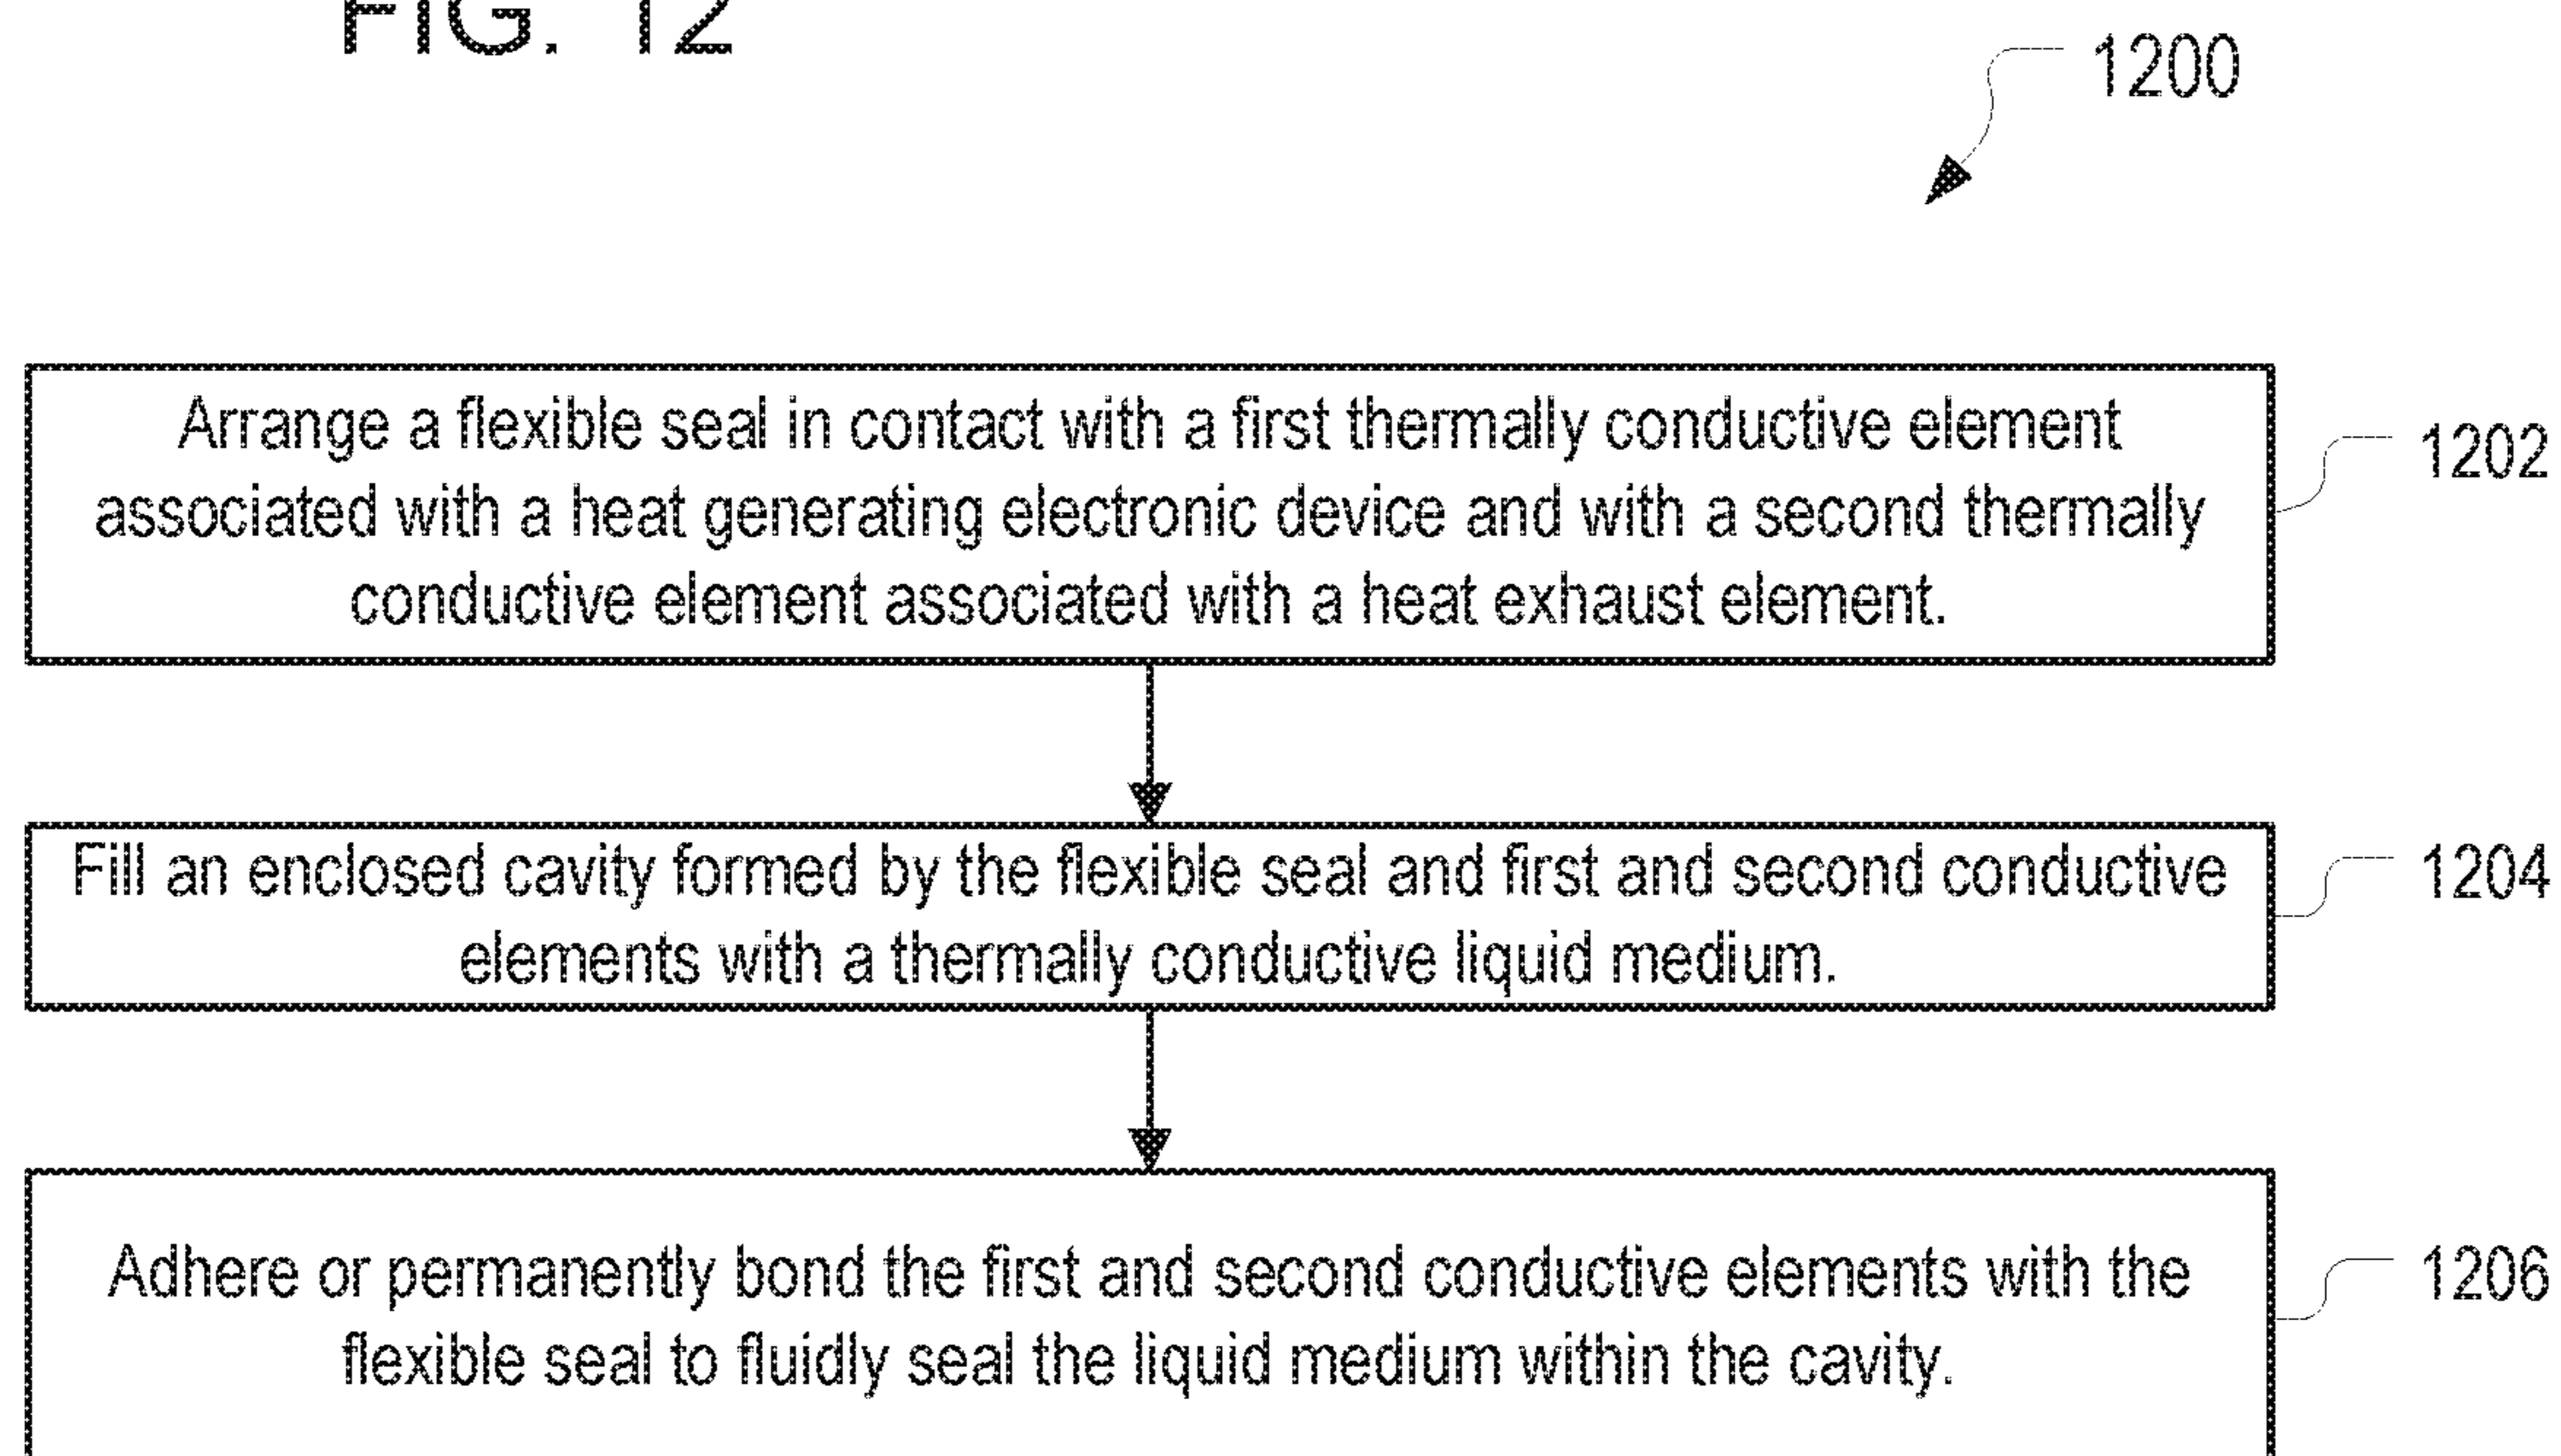 FIG. 12
1200
Arrange a flexible seal in contact with a first thermally conductive element
associated with a heat generating electronic device and with a second thermally
conductive element associated with a heat exhaust element.
1202
Fill an enclosed cavity formed by the flexible seal and first and second conductive
elements with a thermally conductive liquid medium.
1204
Adhere or permanently bond the first and second conductive elements with the
flexible seal to fluidly seal the liquid medium within the cavity.
1206